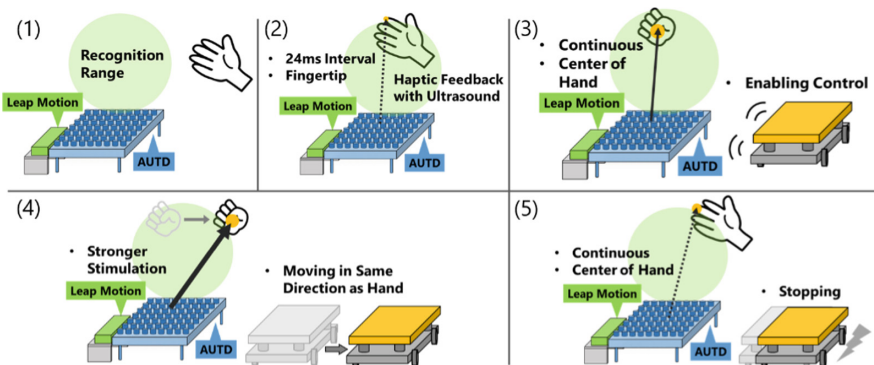 (1)
Recognition
Range
Leap Motion
AUTD
(2)
• 24ms Interval
• Fingertip
Haptic Feedback
with Ultrasound
Leap Motion
AUTD
(3)
• Continuous
• Center of
Hand
• Enabling Control
Leap Motion
AUTD
(4)
• Stronger
Stimulation
• Moving in Same
Direction as Hand
Leap Motion
AUTD
(5)
• Continuous
• Center of Hand
• Stopping
Leap Motion
AUTD